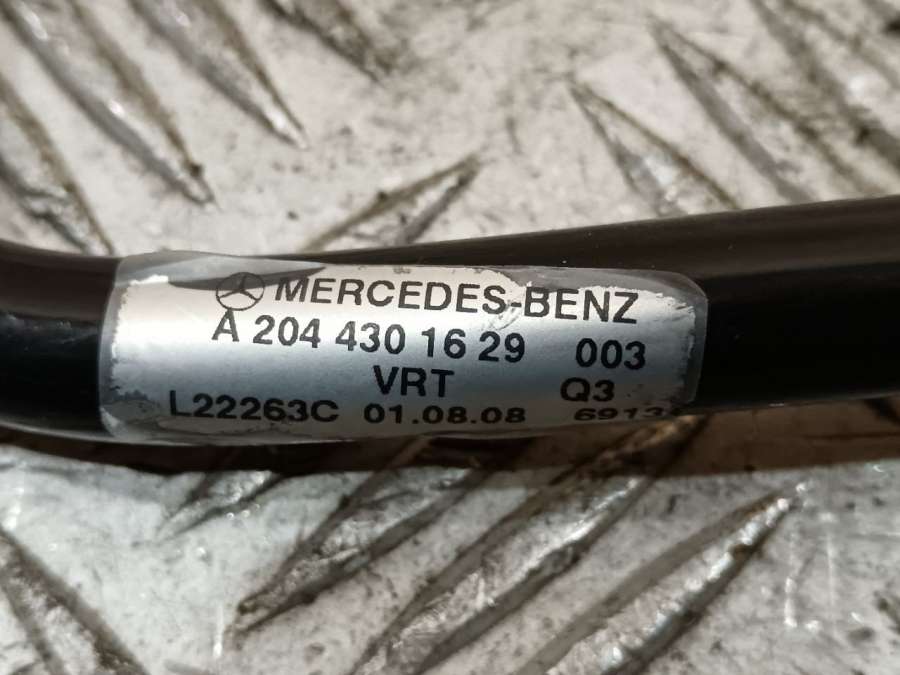 MERCEDES-BENZ
A 204 430 16 29 003
VRT Q3
L22263C 01.08.08